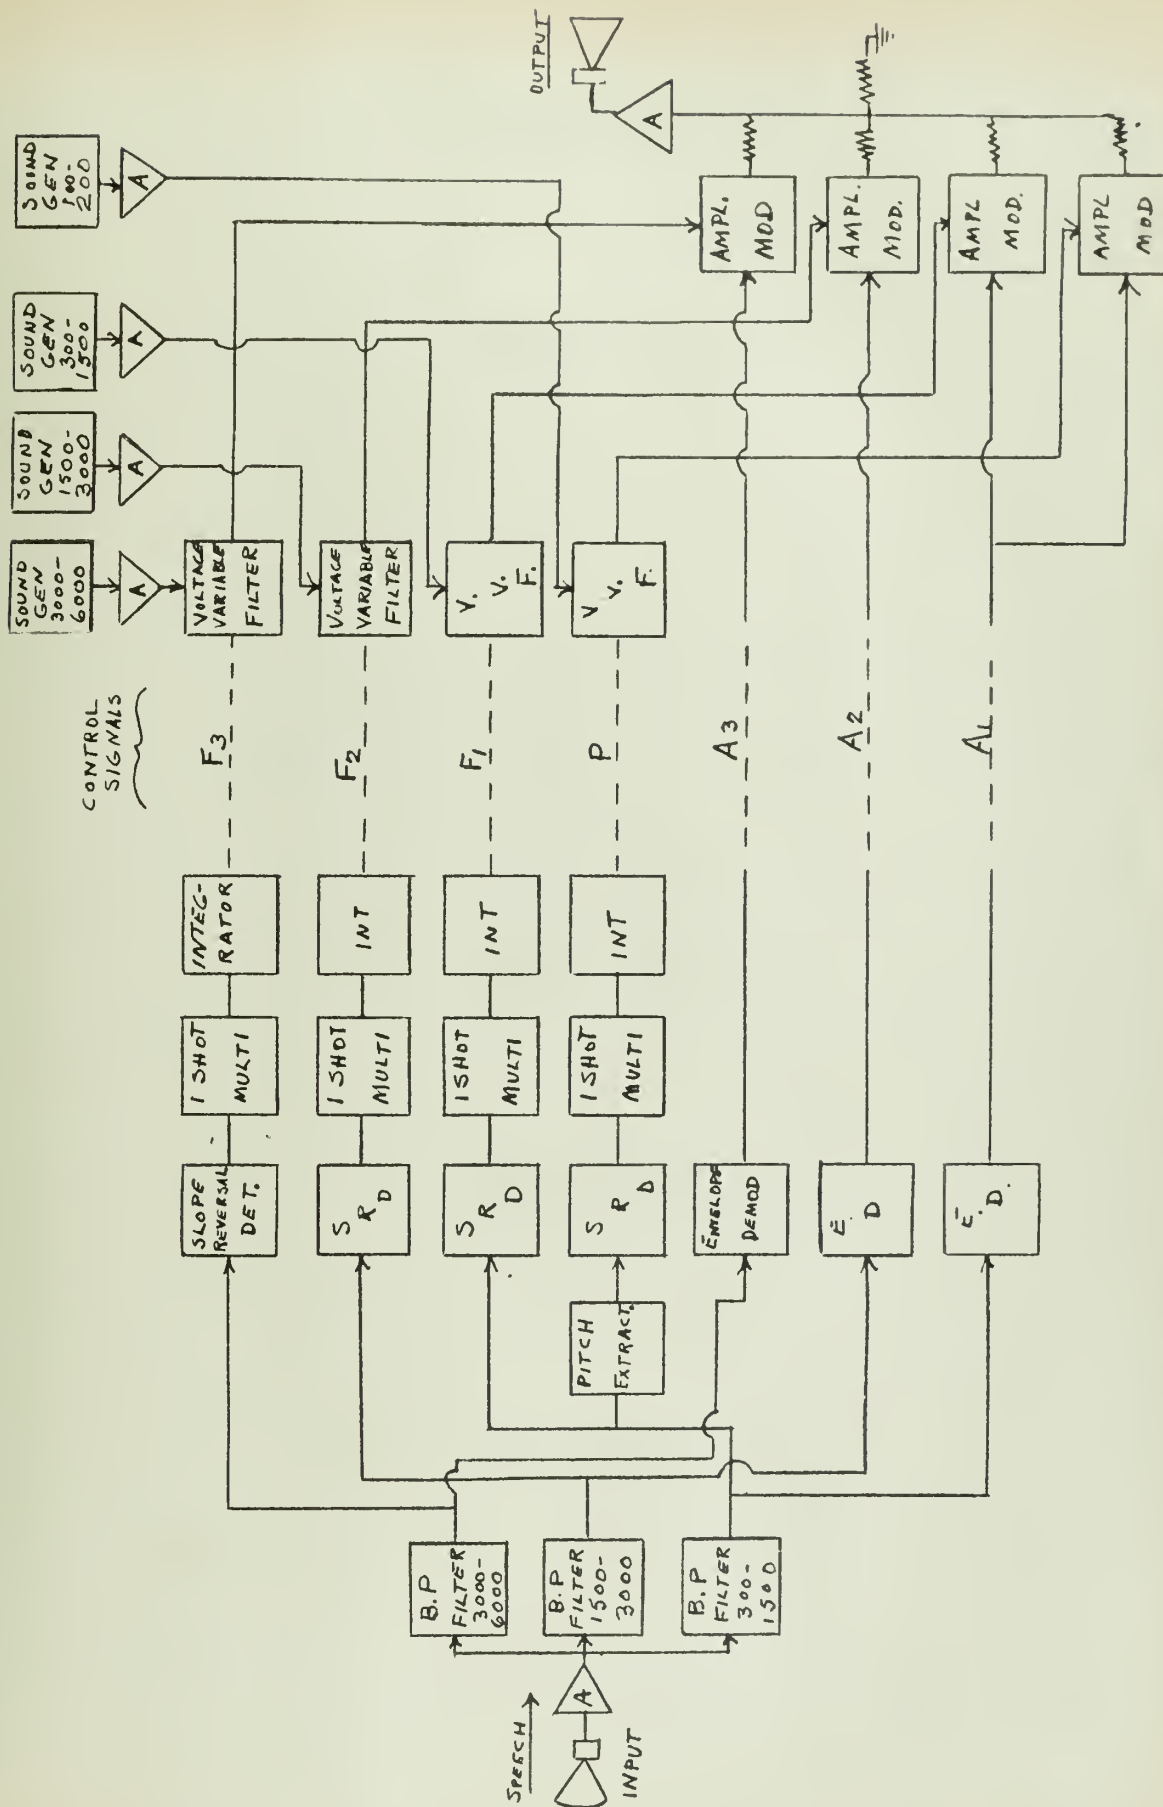 SPEECH
INPUT
A
B.P
FILTER
3000-
6000
B.P
FILTER
1500-
3000
B.P
FILTER
300-
1500
SLOPE
REVERSAL
DET.
1 SHOT
MULTI
INTEG-
RATOR
S
R
D
1 SHOT
MULTI
INT
S
R
D
1 SHOT
MULTI
INT
PITCH
EXTRACT.
S
R
D
1 SHOT
MULTI
INT
ENVELOPE
DEMOD
E.
D
E.
D.
CONTROL
SIGNALS
F3
F2
F1
P
A3
A2
A1
SOUND
GEN
3000-
6000
A
SOUND
GEN
1500-
3000
A
SOUND
GEN
300-
1500
A
SOUND
GEN
100-
200
A
VOLTAGE
VARIABLE
FILTER
VOLTAGE
VARIABLE
FILTER
V.
V.
F.
V
V.
F.
AMPL.
MOD
AMPL.
MOD.
AMPL
MOD.
AMPL
MOD
A
OUTPUT